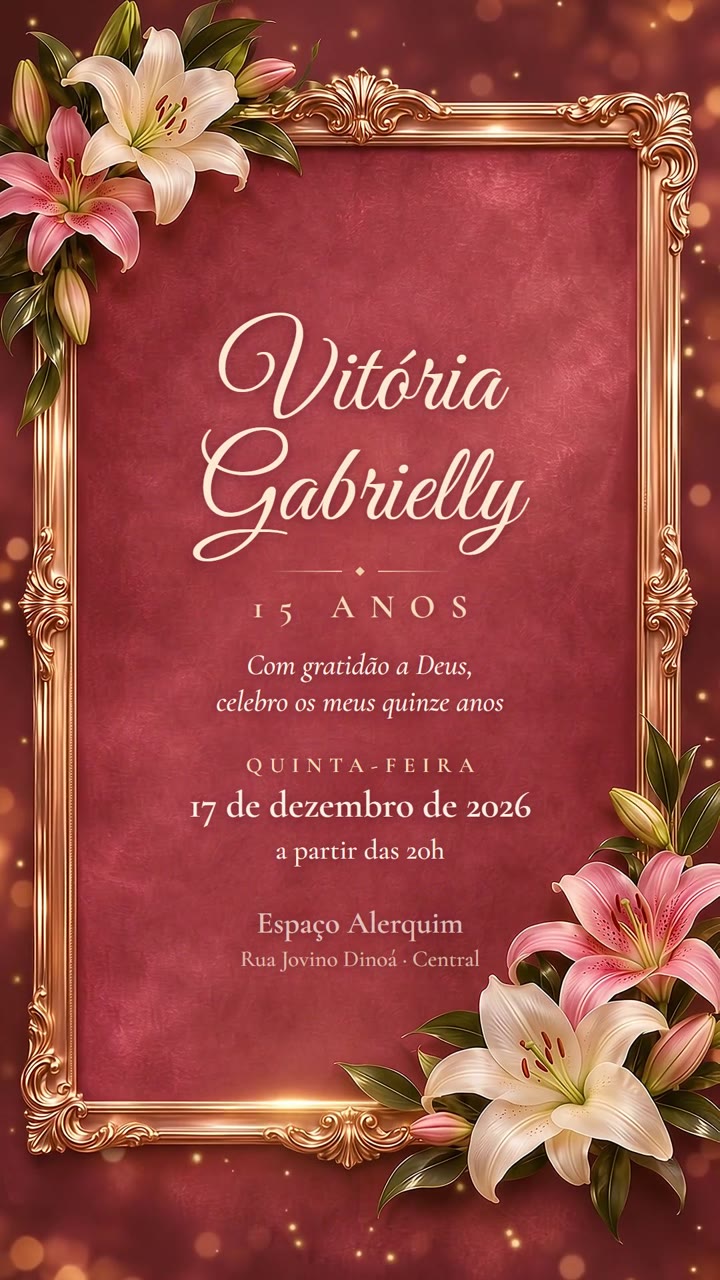 Vitória
Gabrielly
15 ANOS
Com gratidão a Deus,
celebro os meus quinze anos
QUINTA-FEIRA
17 de dezembro de 2026
a partir das 20h
Espaço Alerquim
Rua Jovino Dinoá · Central